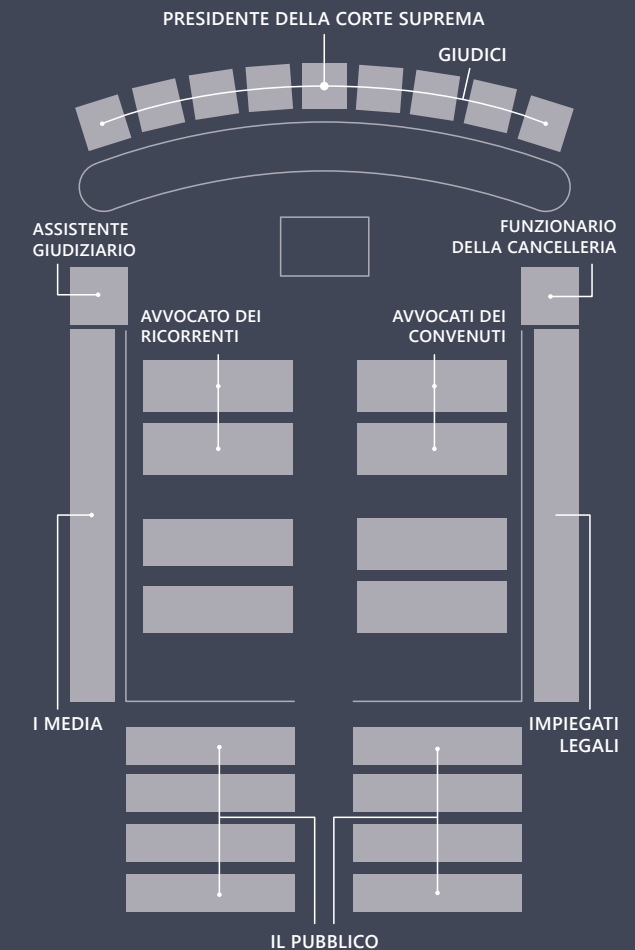 PRESIDENTE DELLA CORTE SUPREMA
GIUDICI
ASSISTENTE
GIUDIZIARIO
FUNZIONARIO
DELLA CANCELLERIA
AVVOCATO DEI
RICORRENTI
AVVOCATI DEI
CONVENUTI
I MEDIA
IMPIEGATI
LEGALI
IL PUBBLICO